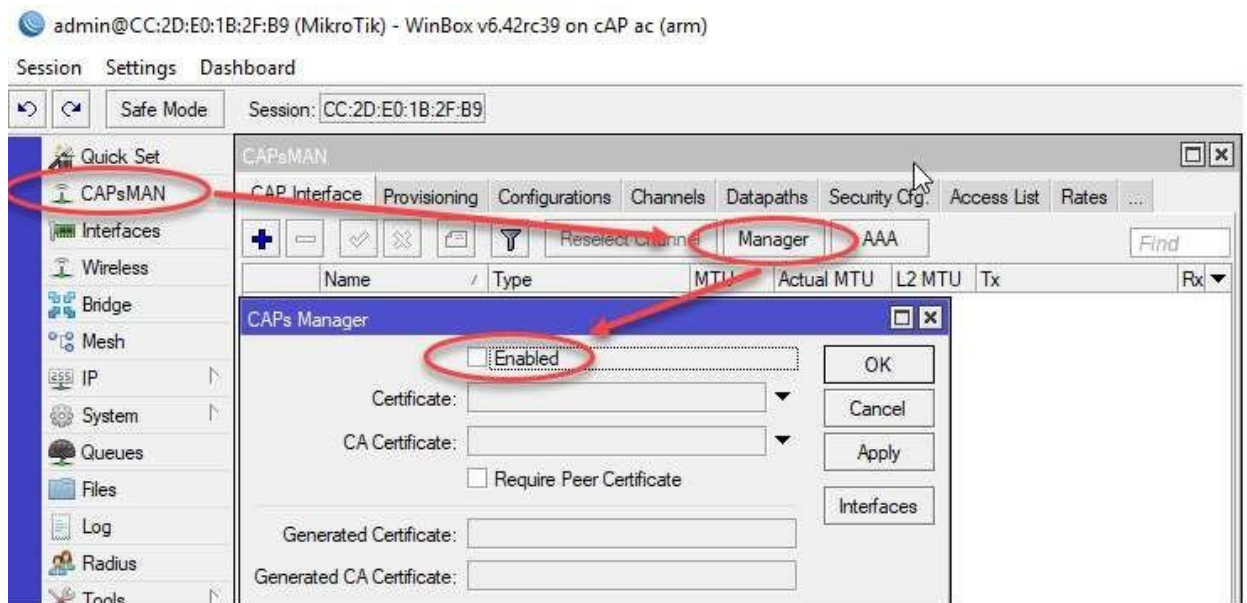 admin@CC:2D:E0:1B:2F:B9 (MikroTik) - WinBox v6.42rc39 on cAP ac (arm)
Session Settings Dashboard
Safe Mode Session: CC:2D:E0:1B:2F:B9
Quick Set
CAPsMAN
Interfaces
Wireless
Bridge
Mesh
IP
System
Queues
Files
Log
Radius
Tools
CAPsMAN
CAP Interface Provisioning Configurations Channels Datapaths Security Cfg. Access List Rates ...
Reselect Channel Manager AAA Find
Name Type MTU Actual MTU L2 MTU Tx Rx
CAPs Manager
Enabled
Certificate:
CA Certificate:
Require Peer Certificate
Generated Certificate:
Generated CA Certificate:
OK
Cancel
Apply
Interfaces